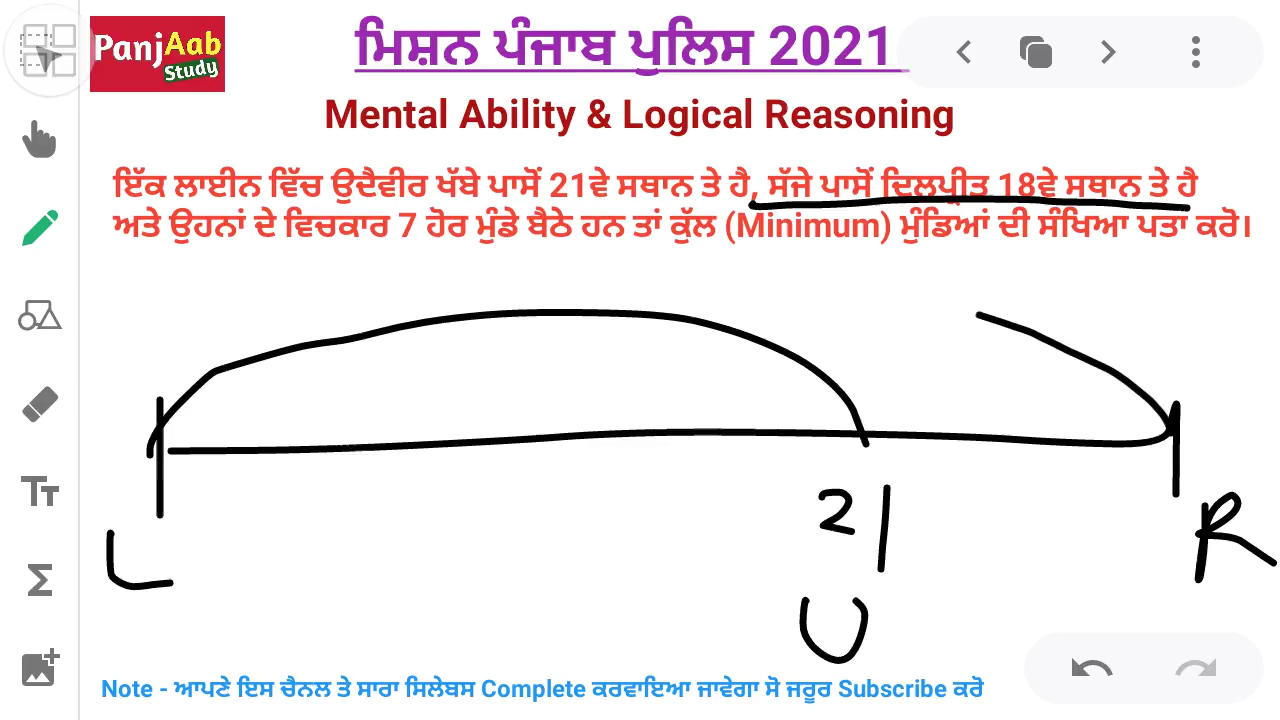 PanjAab
Study
ਮਿਸ਼ਨ ਪੰਜਾਬ ਪੁਲਿਸ 2021
Mental Ability & Logical Reasoning
ਇੱਕ ਲਾਈਨ ਵਿੱਚ ਉਦੈਵੀਰ ਖੱਬੇ ਪਾਸੋਂ 21ਵੇ ਸਥਾਨ ਤੇ ਹੈ, ਸੱਜੇ ਪਾਸੋਂ ਦਿਲਪ੍ਰੀਤ 18ਵੇ ਸਥਾਨ ਤੇ ਹੈ
ਅਤੇ ਉਹਨਾਂ ਦੇ ਵਿਚਕਾਰ 7 ਹੋਰ ਮੁੰਡੇ ਬੈਠੇ ਹਨ ਤਾਂ ਕੁੱਲ (Minimum) ਮੁੰਡਿਆਂ ਦੀ ਸੰਖਿਆ ਪਤਾ ਕਰੋ।
21
L
R
U
Note - ਆਪਣੇ ਇਸ ਚੈਨਲ ਤੇ ਸਾਰਾ ਸਿਲੇਬਸ Complete ਕਰਵਾਇਆ ਜਾਵੇਗਾ ਸੋ ਜਰੂਰ Subscribe ਕਰੋ